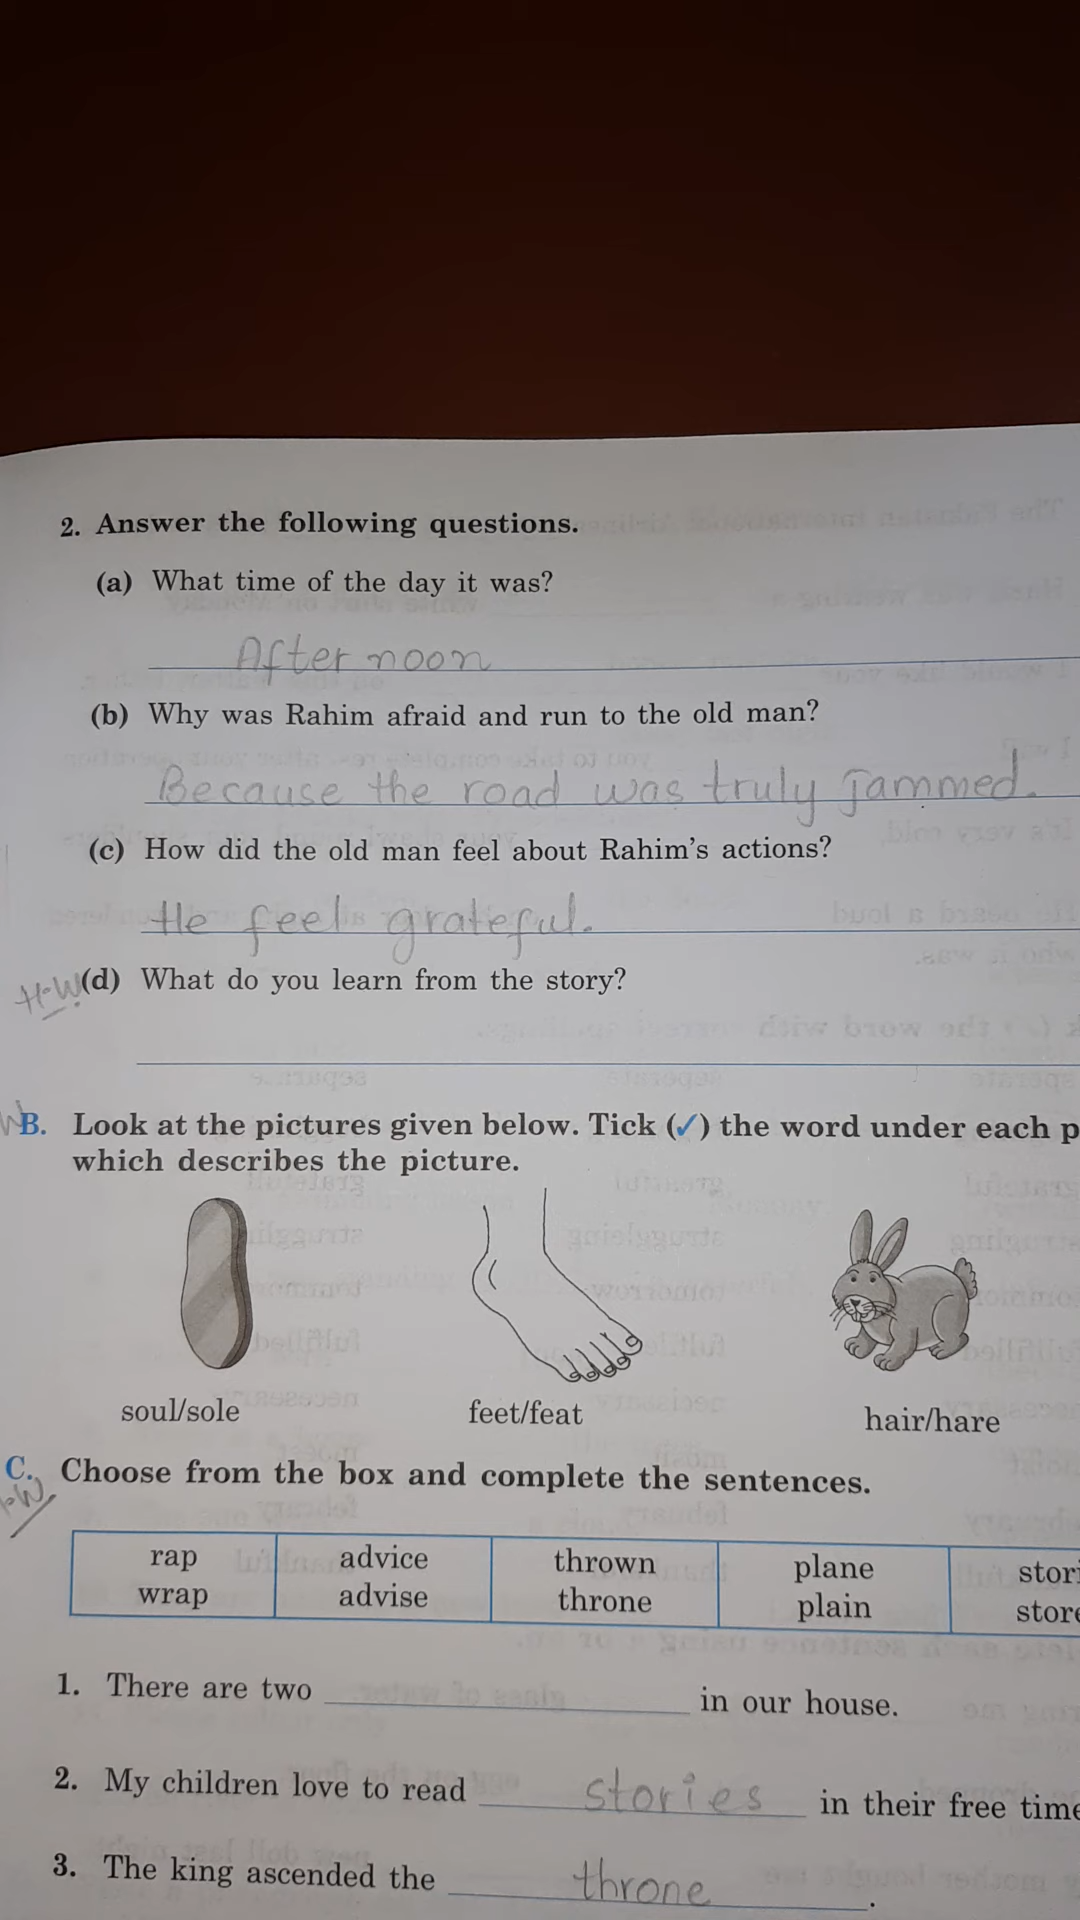 2. Answer the following questions.
(a) What time of the day it was?
After noon
(b) Why was Rahim afraid and run to the old man?
Because the road was truly jammed.
(c) How did the old man feel about Rahim's actions?
He feel grateful.
H.W (d) What do you learn from the story?
B. Look at the pictures given below. Tick (✓) the word under each p
which describes the picture.
soul/sole feet/feat hair/hare
C. Choose from the box and complete the sentences.
rap advice thrown plane stori
wrap advise throne plain store
1. There are two in our house.
2. My children love to read stories in their free time
3. The king ascended the throne.